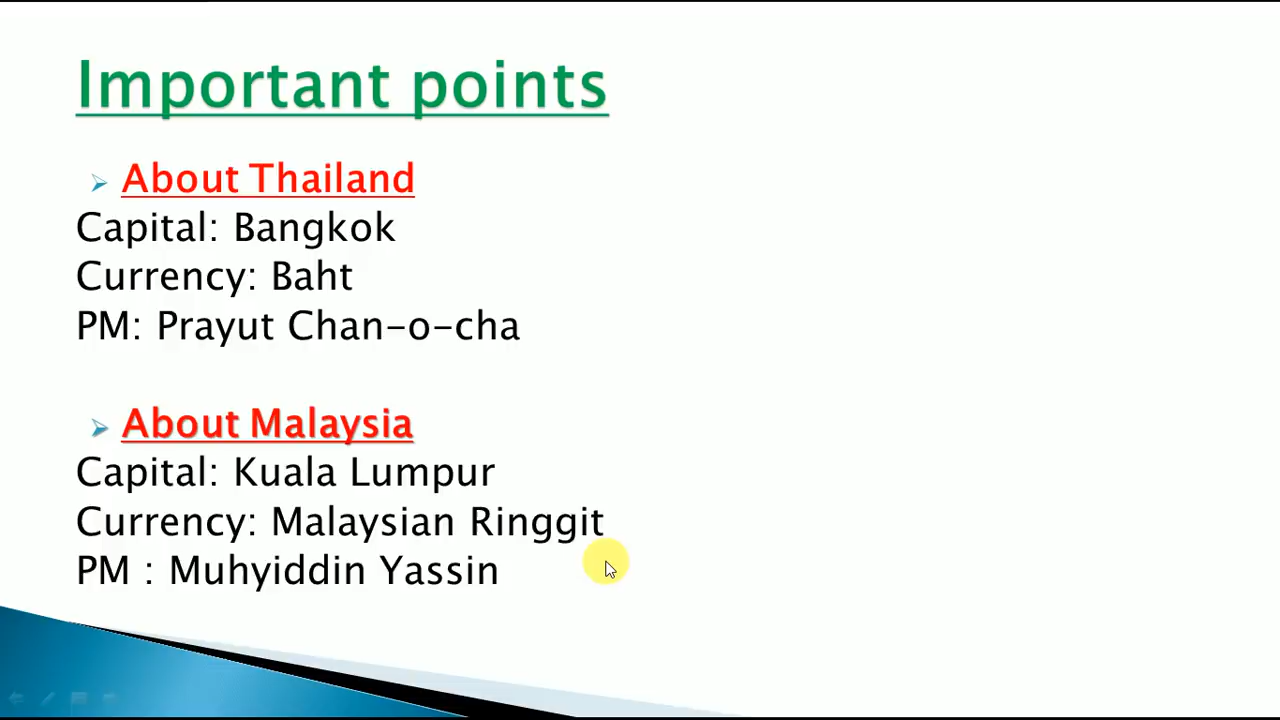 Important points
About Thailand
Capital: Bangkok
Currency: Baht
PM: Prayut Chan-o-cha
About Malaysia
Capital: Kuala Lumpur
Currency: Malaysian Ringgit
PM : Muhyiddin Yassin